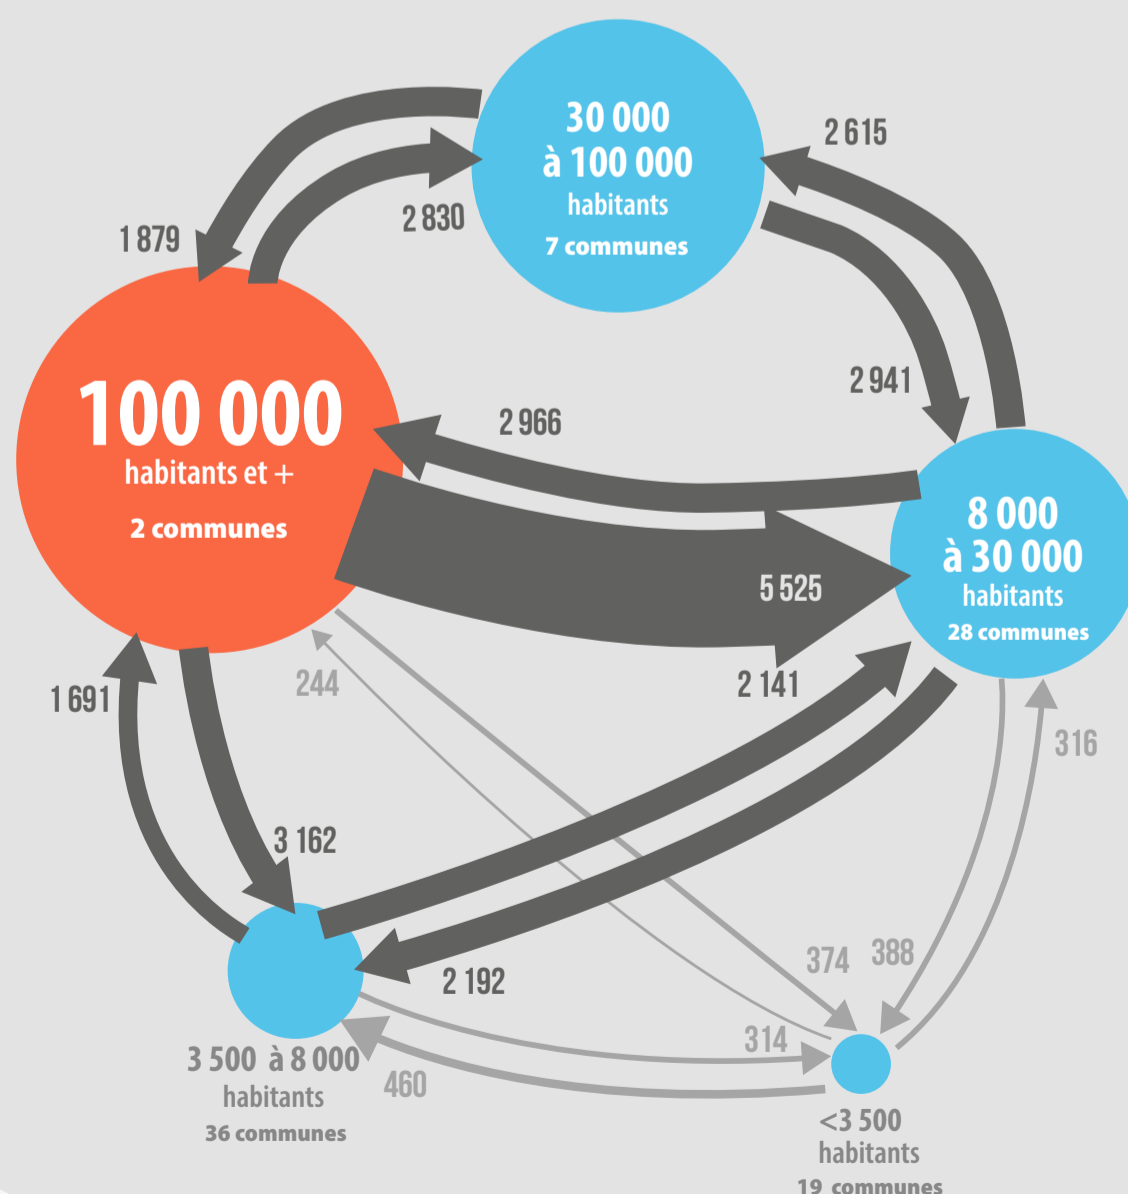 30 000
à 100 000
habitants
7 communes
2 615
2 830
1 879
2 941
100 000
habitants et +
2 communes
2 966
8 000
à 30 000
habitants
28 communes
5 525
2 141
244
1 691
316
3 162
374
388
2 192
314
460
3 500 à 8 000
habitants
36 communes
<3 500
habitants
19 communes